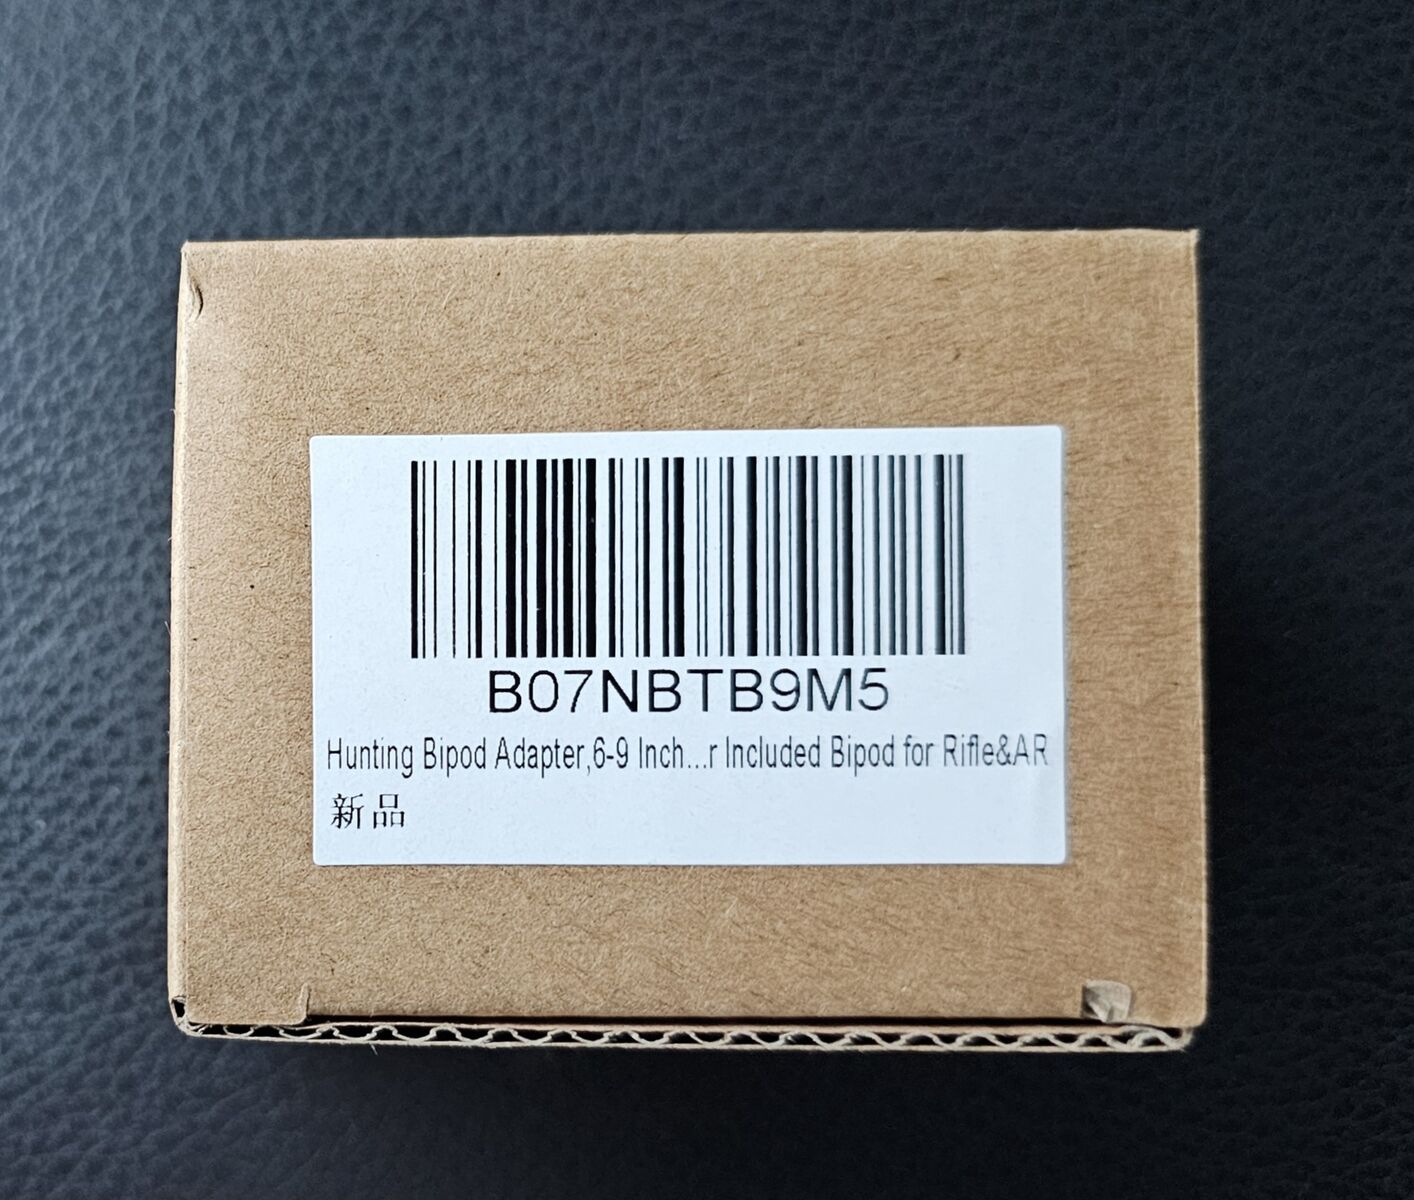 B07NBTB9M5
Hunting Bipod Adapter,6-9 Inch...r Included Bipod for Rifle&AR
新品